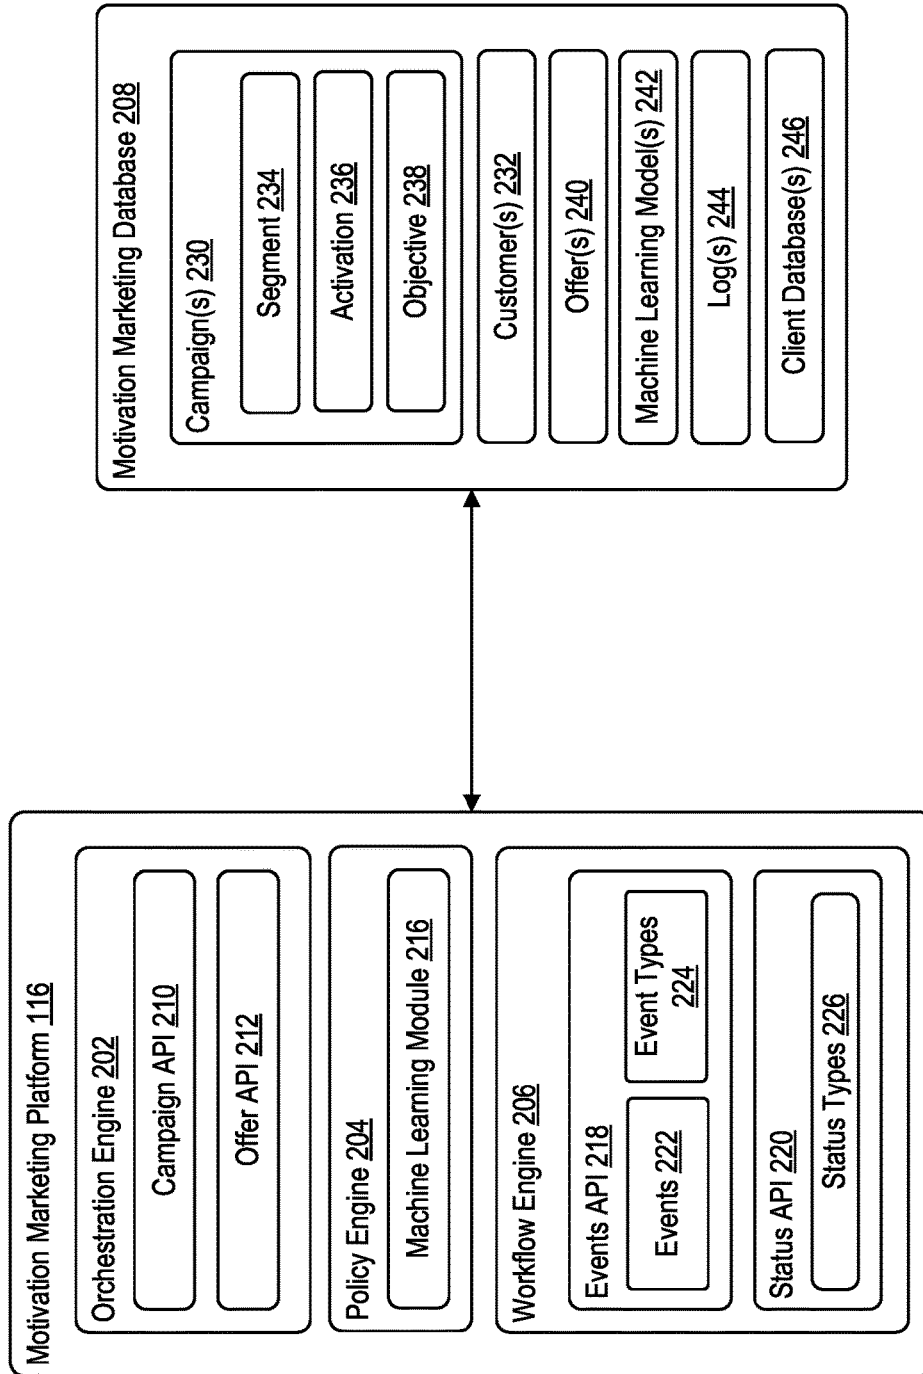 Motivation Marketing Platform 116
Orchestration Engine 202
Campaign API 210
Offer API 212
Policy Engine 204
Machine Learning Module 216
Workflow Engine 206
Events API 218
Events 222
Event Types
224
Status API 220
Status Types 226
Motivation Marketing Database 208
Campaign(s) 230
Segment 234
Activation 236
Objective 238
Customer(s) 232
Offer(s) 240
Machine Learning Model(s) 242
Log(s) 244
Client Database(s) 246